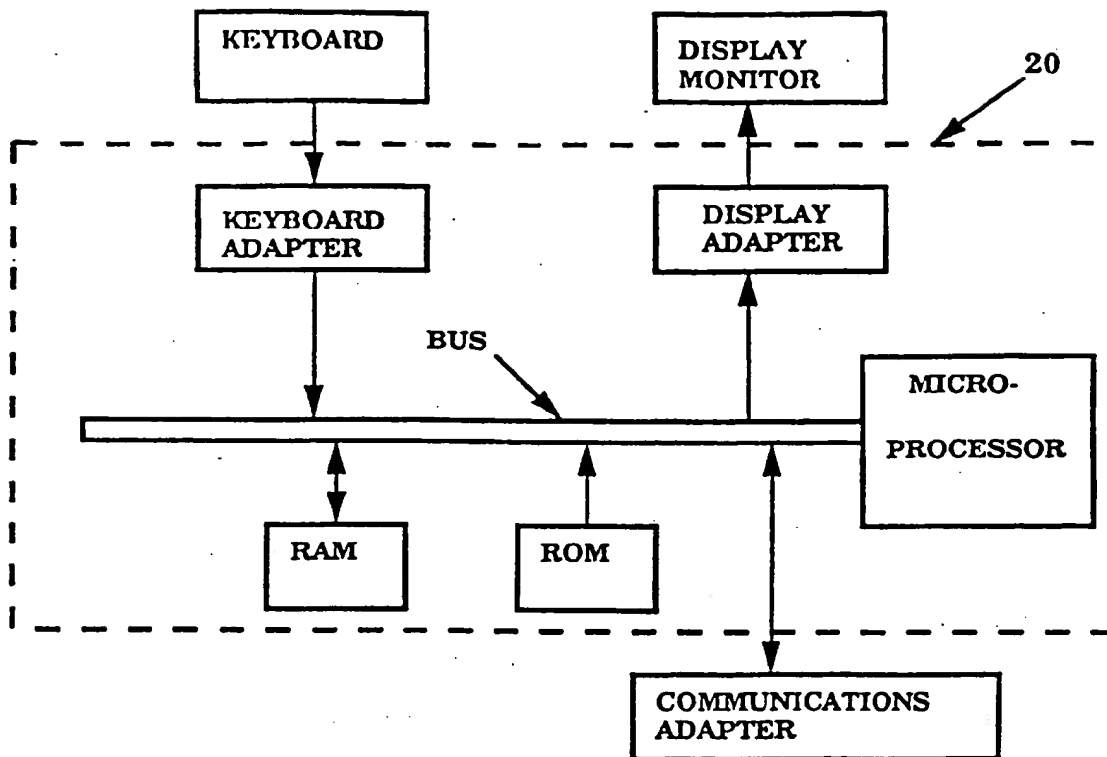 KEYBOARD
DISPLAY
MONITOR
20
KEYBOARD
ADAPTER
DISPLAY
ADAPTER
BUS
MICRO-
PROCESSOR
RAM
ROM
COMMUNICATIONS
ADAPTER